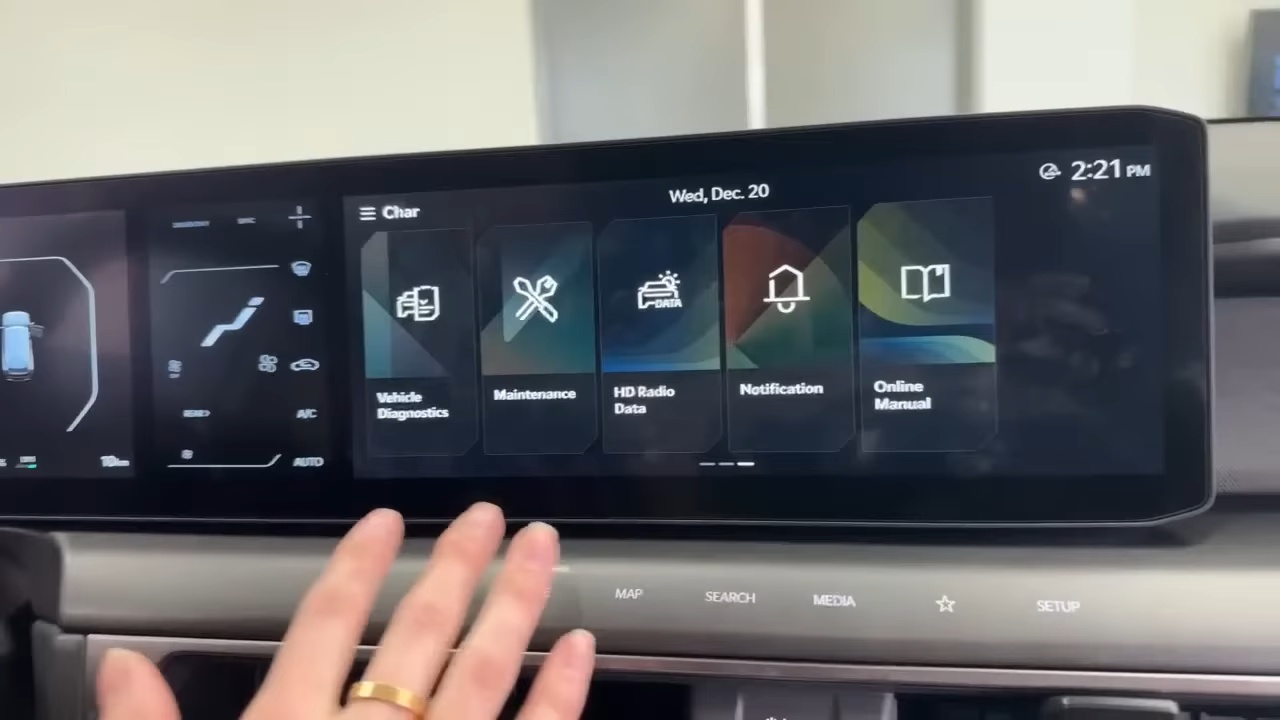 2:21 PM
Wed, Dec. 20
Char
Vehicle
Diagnostics
Maintenance
HD Radio
Data
DATA
Notification
Online
Manual
A/C
AUTO
MAP
SEARCH
MEDIA
SETUP